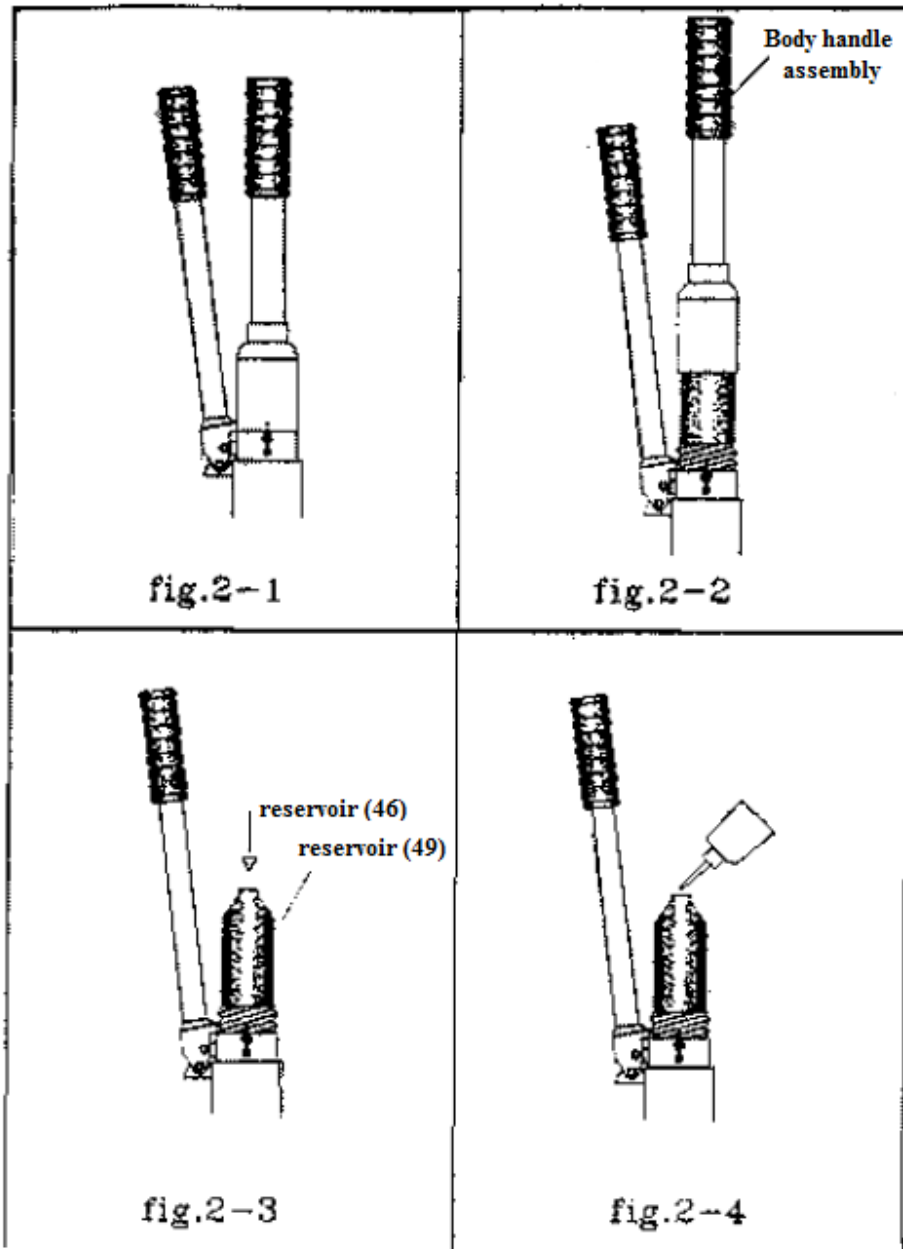 Body handle
assembly
fig.2-1
fig.2-2
reservoir (46)
reservoir (49)
fig.2-3
fig.2-4